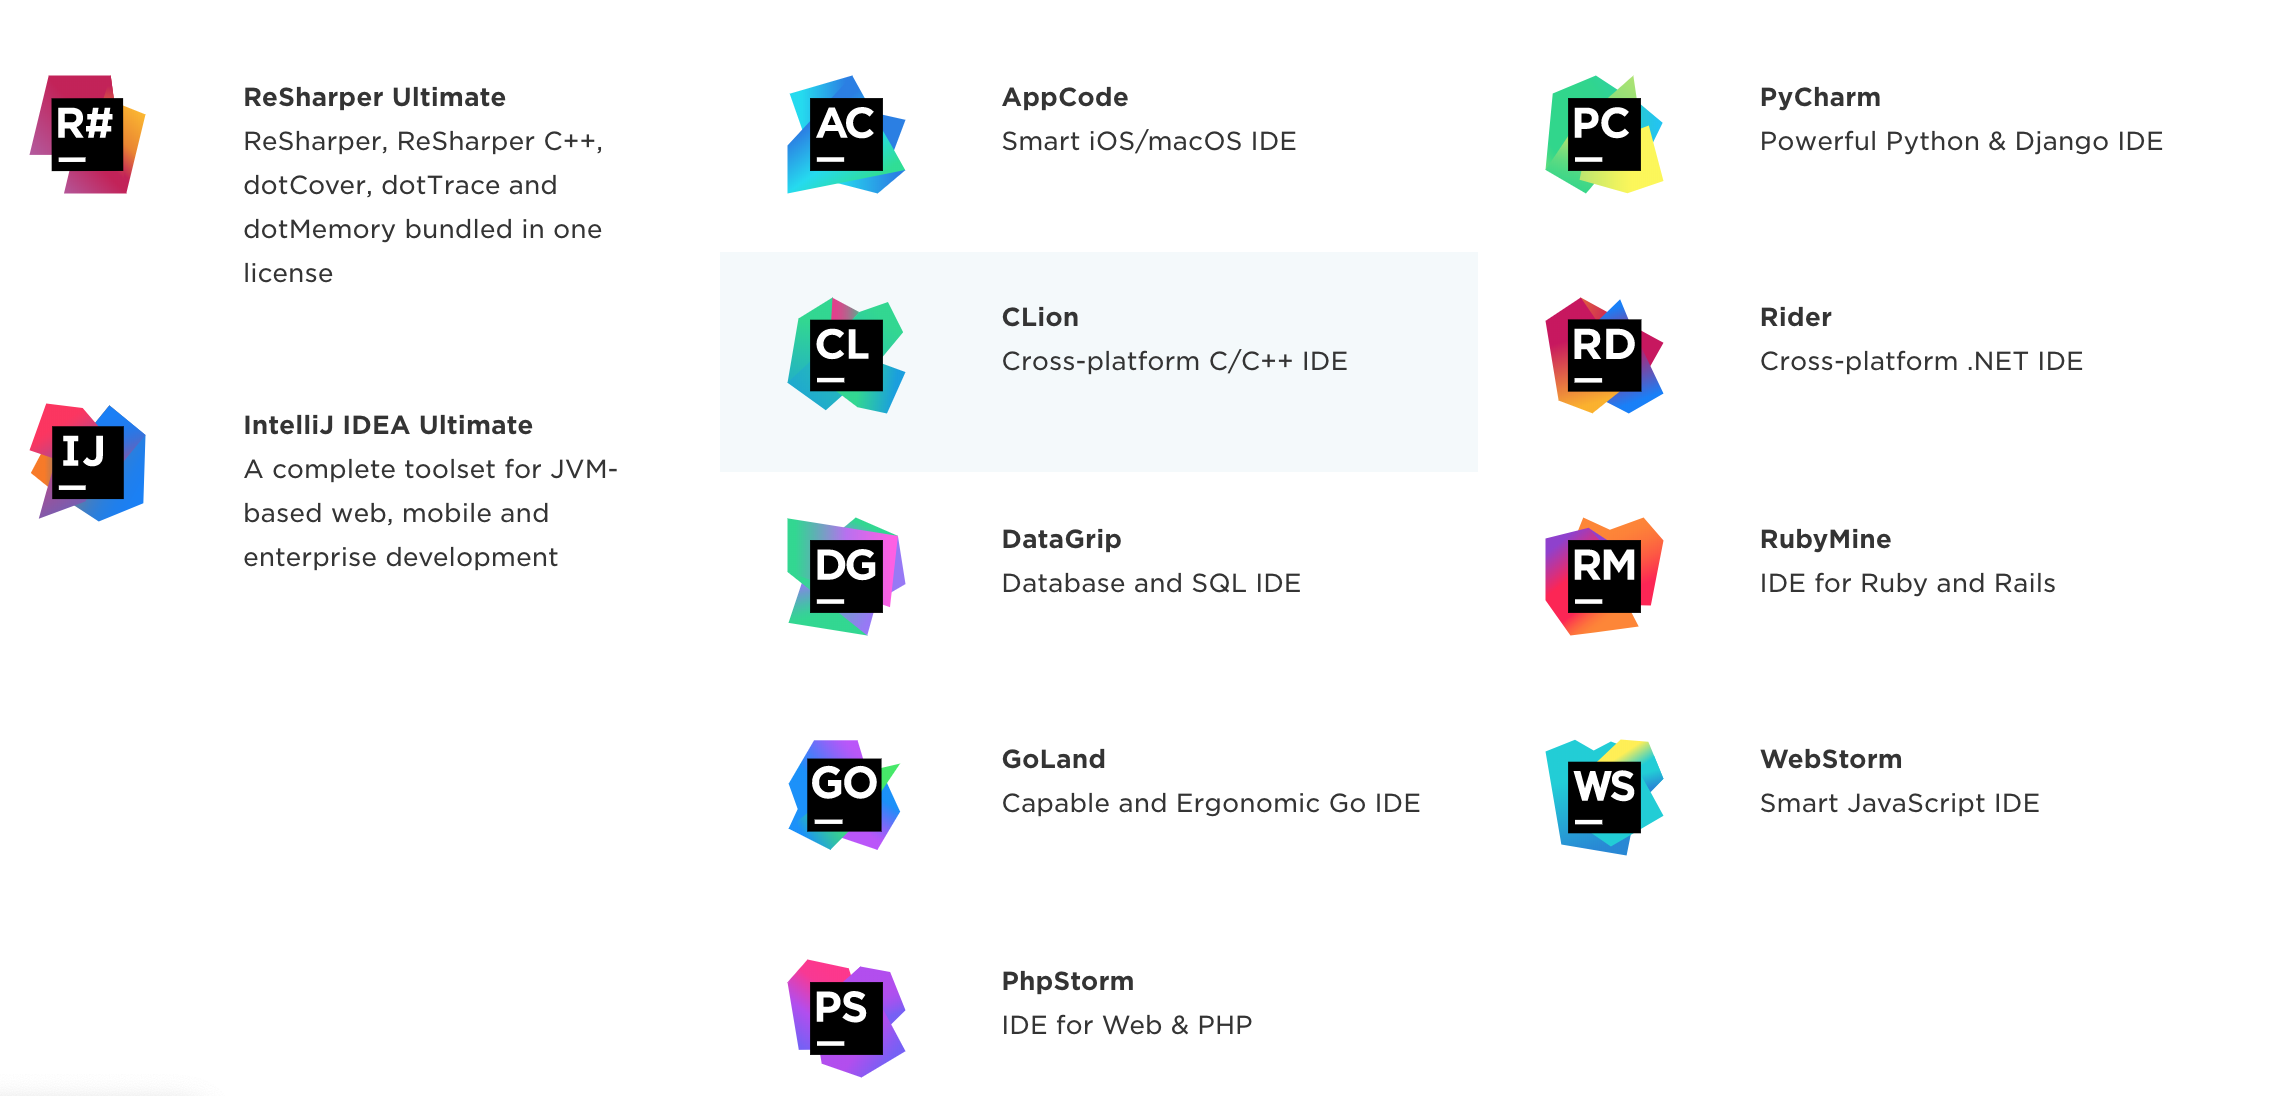 R#
ReSharper Ultimate
ReSharper, ReSharper C++,
dotCover, dotTrace and
dotMemory bundled in one
license
IJ
IntelliJ IDEA Ultimate
A complete toolset for JVM-
based web, mobile and
enterprise development
AC
AppCode
Smart iOS/macOS IDE
CL
CLion
Cross-platform C/C++ IDE
DG
DataGrip
Database and SQL IDE
GO
GoLand
Capable and Ergonomic Go IDE
PS
PhpStorm
IDE for Web & PHP
PC
PyCharm
Powerful Python & Django IDE
RD
Rider
Cross-platform .NET IDE
RM
RubyMine
IDE for Ruby and Rails
WS
WebStorm
Smart JavaScript IDE